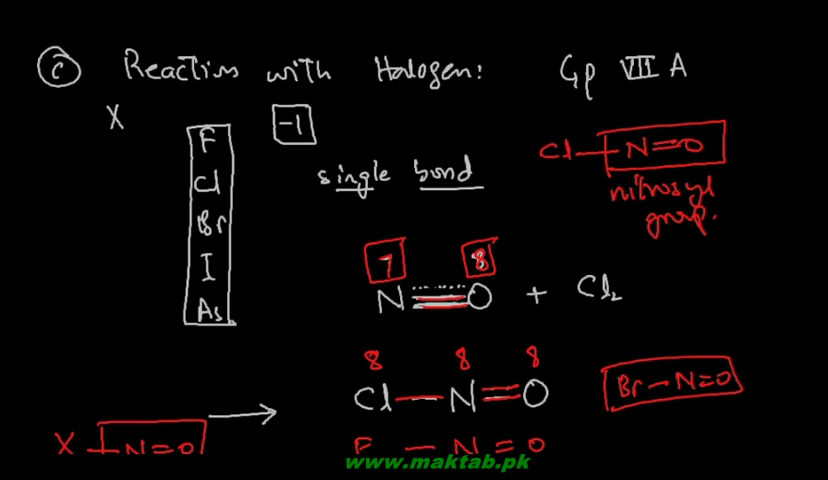 C Reaction with Halogen: Gp VII A
X
-1
F
Cl
Br
I
As
single bond
Cl—N=O
nitrosyl
group.
7 8
N≡O + Cl₂
8 8 8
Cl—N=O
Br—N=O
X—N=O
F—N=O
www.maktab.pk